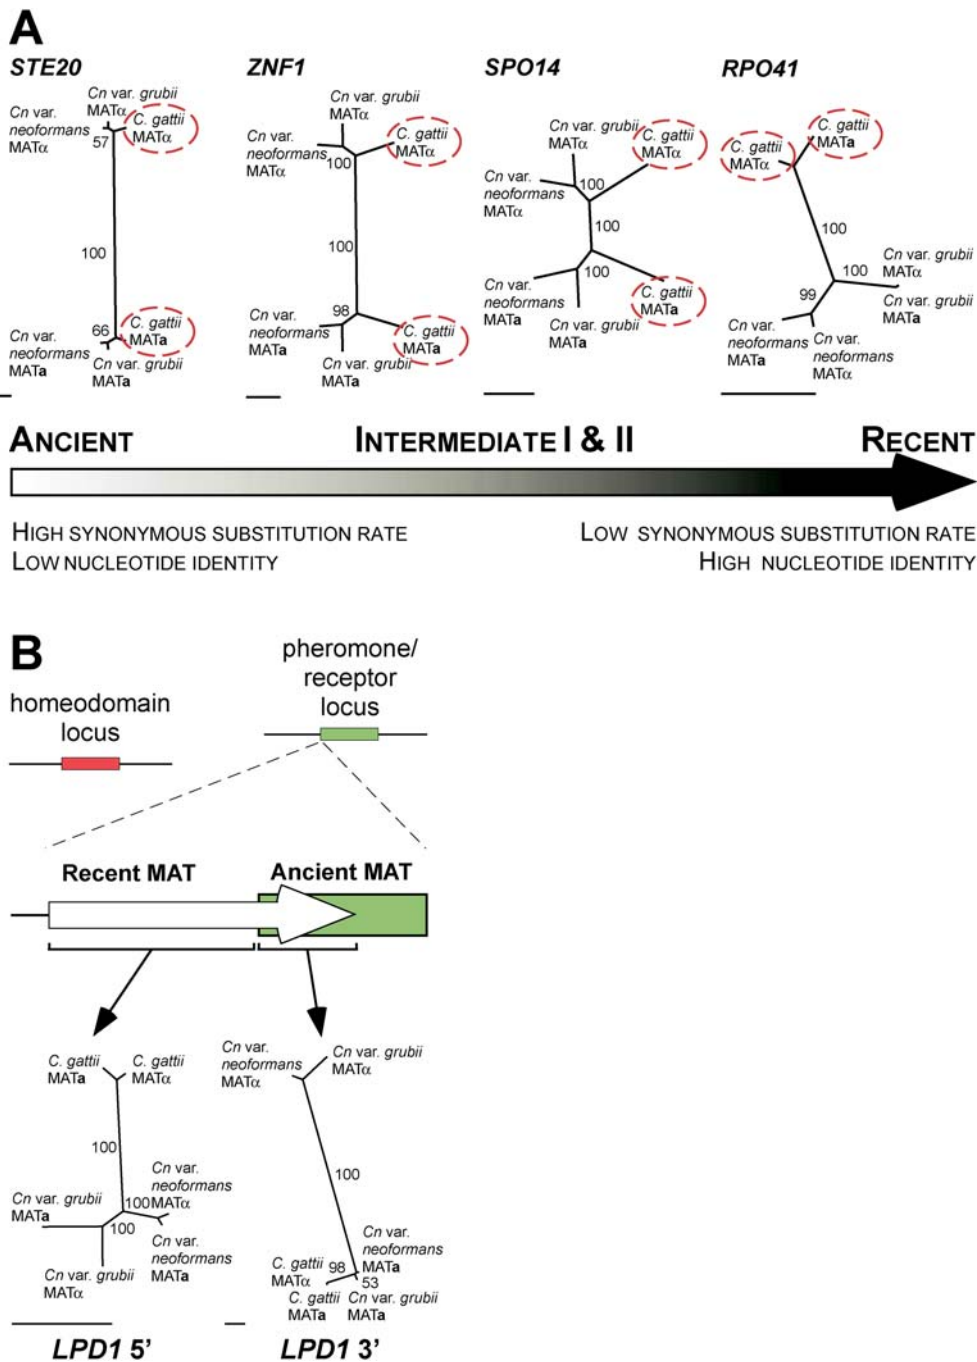 A
STE20
ZNF1
SPO14
RPO41
Cn var. grubii
MATα
Cn var.
neoformans
MATα
C. gattii
MATα
57
100
66
Cn var.
neoformans
MATa
C. gattii
MATa
Cn var. grubii
MATa
Cn var. grubii
MATα
Cn var.
neoformans
MATα
C. gattii
MATα
100
100
98
Cn var.
neoformans
MATa
C. gattii
MATa
Cn var. grubii
MATa
Cn var. grubii
MATα
C. gattii
MATα
Cn var.
neoformans
MATα
100
100
100
Cn var.
neoformans
MATa
C. gattii
MATa
Cn var. grubii
MATa
C. gattii
MATα
C. gattii
MATa
100
100
99
Cn var. grubii
MATα
Cn var. grubii
MATa
Cn var.
neoformans
MATa
Cn var.
neoformans
MATα
ANCIENT
INTERMEDIATE I & II
RECENT
HIGH SYNONYMOUS SUBSTITUTION RATE
LOW NUCLEOTIDE IDENTITY
LOW SYNONYMOUS SUBSTITUTION RATE
HIGH NUCLEOTIDE IDENTITY
B
homeodomain
locus
pheromone/
receptor
locus
Recent MAT
Ancient MAT
C. gattii
MATa
C. gattii
MATα
100
Cn var. grubii
MATa
100
100
Cn var.
neoformans
MATα
Cn var.
neoformans
MATa
Cn var. grubii
MATα
LPD1 5’
Cn var.
neoformans
MATα
Cn var. grubii
MATα
100
C. gattii
MATα
98
53
Cn var.
neoformans
MATa
C. gattii
MATa
Cn var. grubii
MATa
LPD1 3’